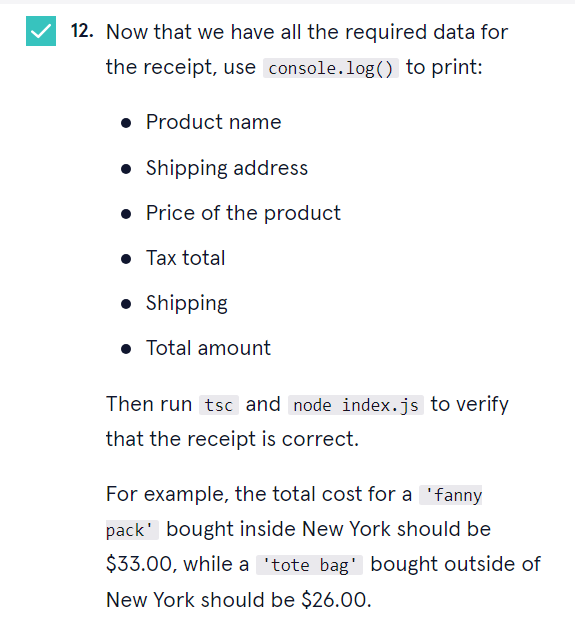 12. Now that we have all the required data for
the receipt, use console.log() to print:
● Product name
● Shipping address
● Price of the product
● Tax total
● Shipping
● Total amount
Then run tsc and node index.js to verify
that the receipt is correct.
For example, the total cost for a 'fanny
pack' bought inside New York should be
$33.00, while a 'tote bag' bought outside of
New York should be $26.00.